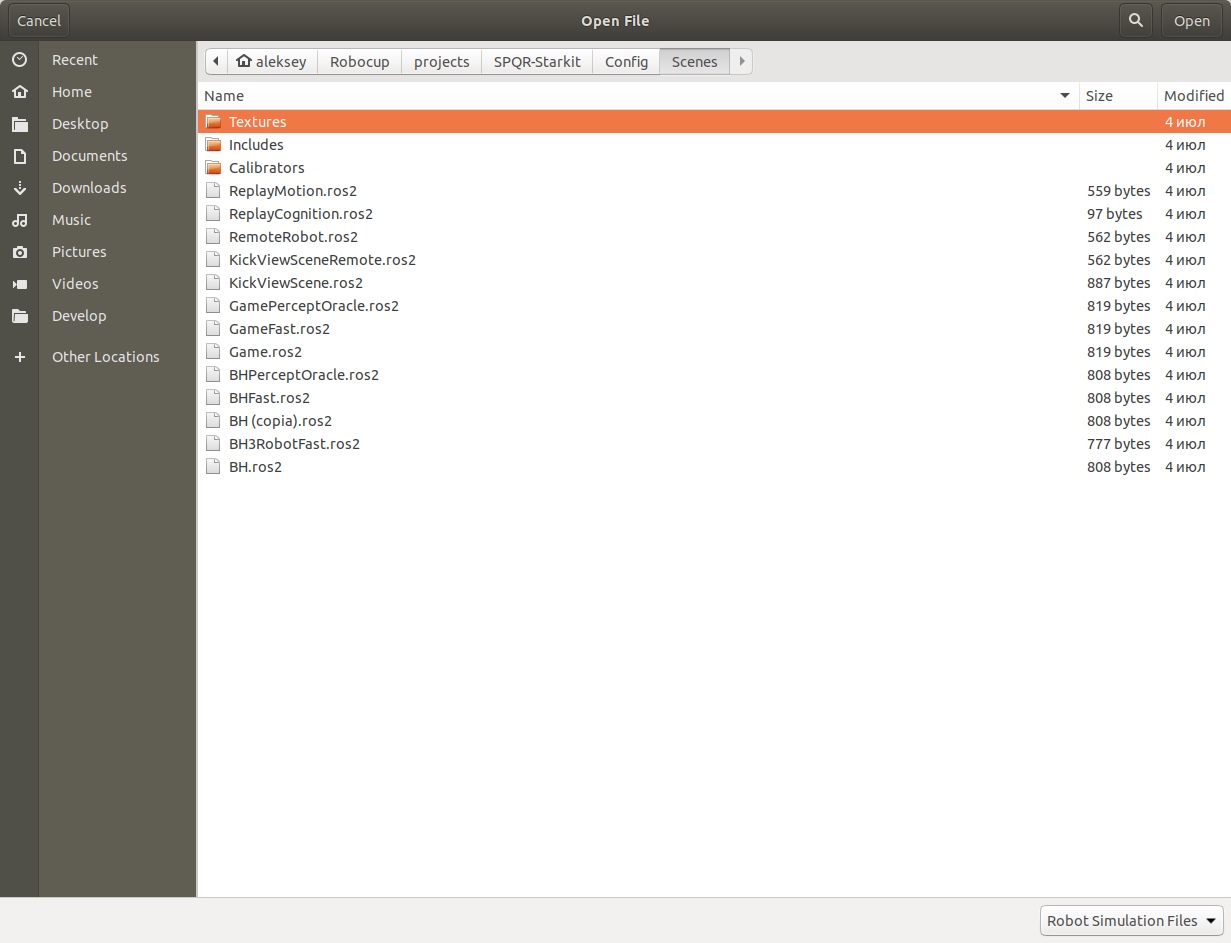 Cancel Open File Open
Recent
Home
Desktop
Documents
Downloads
Music
Pictures
Videos
Develop
Other Locations
aleksey Robocup projects SPQR-Starkit Config Scenes
Name Size Modified
Textures 4 июл
Includes 4 июл
Calibrators 4 июл
ReplayMotion.ros2 559 bytes 4 июл
ReplayCognition.ros2 97 bytes 4 июл
RemoteRobot.ros2 562 bytes 4 июл
KickViewSceneRemote.ros2 562 bytes 4 июл
KickViewScene.ros2 887 bytes 4 июл
GamePerceptOracle.ros2 819 bytes 4 июл
GameFast.ros2 819 bytes 4 июл
Game.ros2 819 bytes 4 июл
BHPerceptOracle.ros2 808 bytes 4 июл
BHFast.ros2 808 bytes 4 июл
BH (copia).ros2 808 bytes 4 июл
BH3RobotFast.ros2 777 bytes 4 июл
BH.ros2 808 bytes 4 июл
Robot Simulation Files